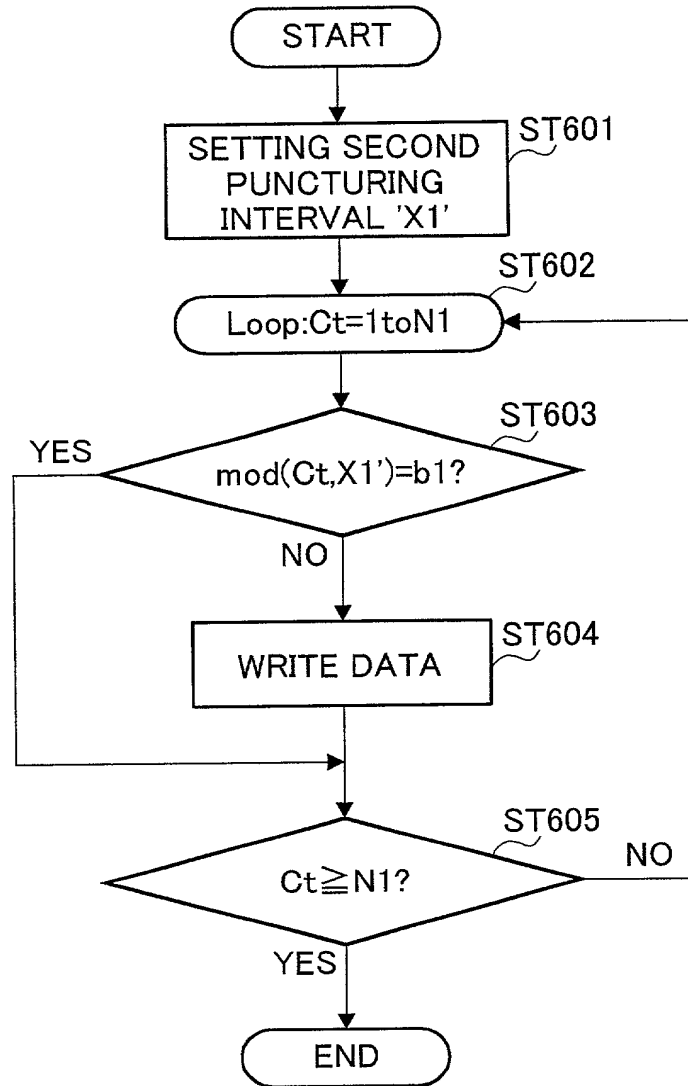 START
ST601
SETTING SECOND
PUNCTURING
INTERVAL 'X1'
ST602
Loop:Ct=1toN1
ST603
YES
mod(Ct,X1')=b1?
NO
ST604
WRITE DATA
ST605
Ct≧N1?
NO
YES
END